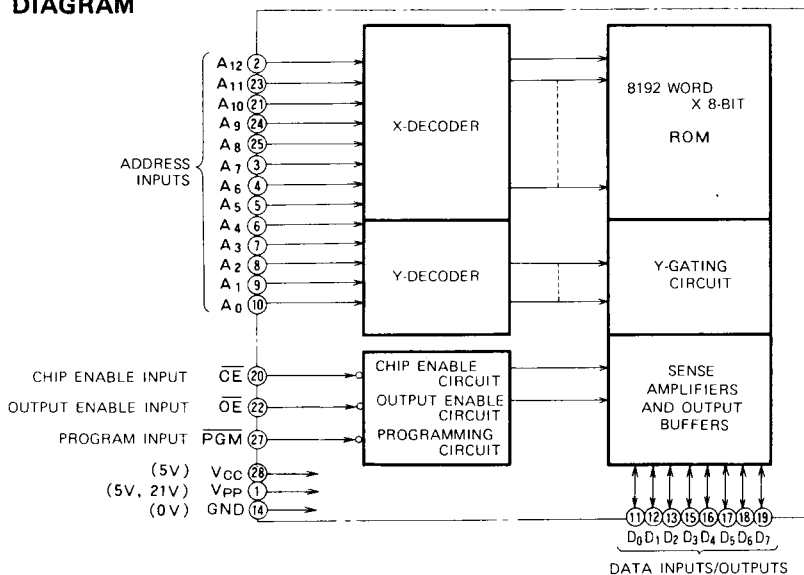 DIAGRAM
A12 2
A11 23
A10 21
A9 24
A8 25
A7 3
A6 4
A5 5
A4 6
A3 7
A2 8
A1 9
A0 10
ADDRESS
INPUTS
X-DECODER
Y-DECODER
8192 WORD
X 8-BIT
ROM
Y-GATING
CIRCUIT
CHIP ENABLE INPUT C̅E̅ 20
OUTPUT ENABLE INPUT O̅E̅ 22
PROGRAM INPUT P̅G̅M̅ 27
CHIP ENABLE
CIRCUIT
OUTPUT ENABLE
CIRCUIT
PROGRAMMING
CIRCUIT
SENSE
AMPLIFIERS
AND OUTPUT
BUFFERS
(5V) VCC 28
(5V, 21V) VPP 1
(0V) GND 14
11 12 13 15 16 17 18 19
D0 D1 D2 D3 D4 D5 D6 D7
DATA INPUTS/OUTPUTS